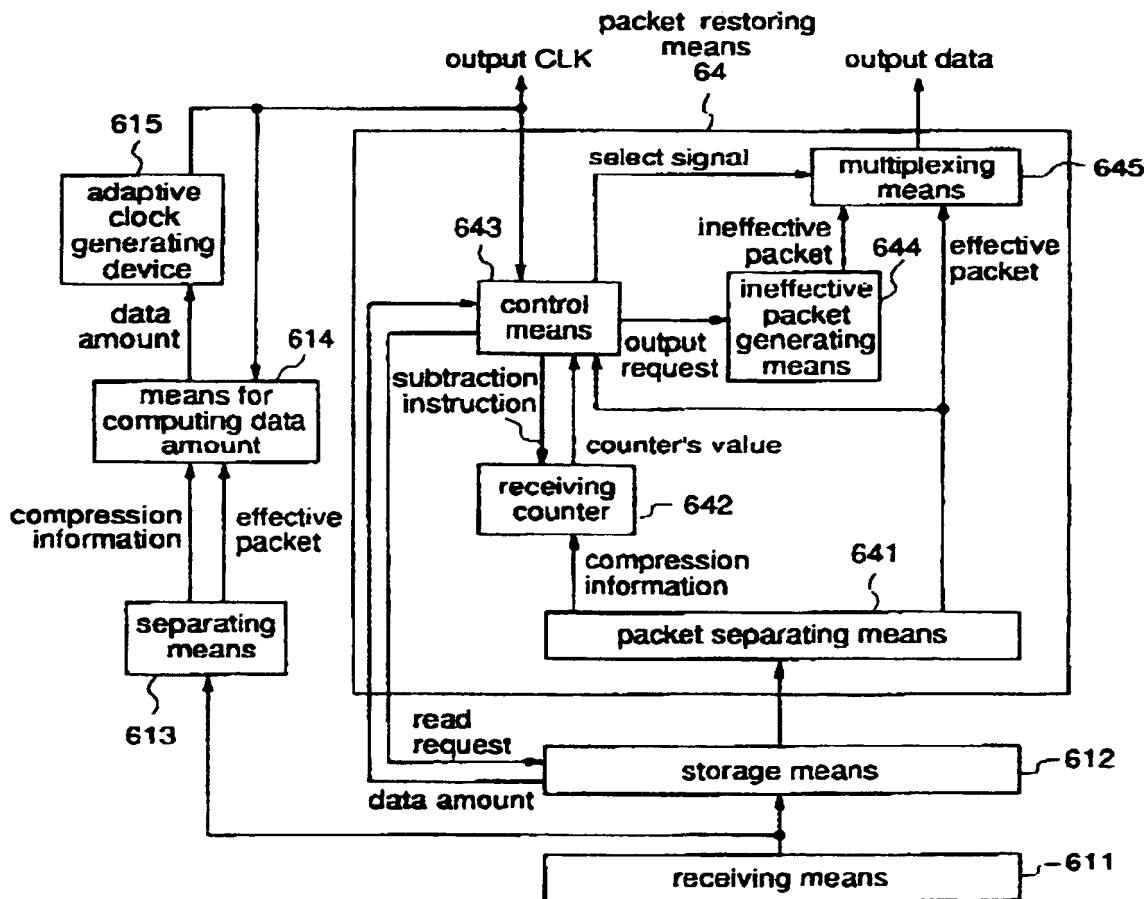 packet restoring
means
64
output CLK
output data
615
adaptive
clock
generating
device
select signal
multiplexing
means
645
643
ineffective
packet
644
effective
packet
control
means
ineffective
packet
generating
means
output
request
data
amount
614
means for
computing data
amount
subtraction
instruction
counter's value
receiving
counter
642
compression
information
effective
packet
compression
information
641
separating
means
packet separating means
613
read
request
storage means
612
data amount
receiving means
611